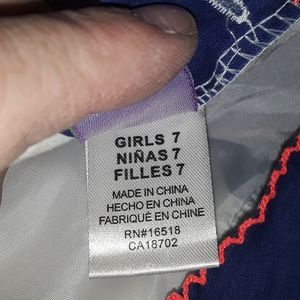 GIRLS 7
NIÑAS 7
FILLES 7
MADE IN CHINA
HECHO EN CHINA
FABRIQUÉ EN CHINE
RN#16518
CA18702